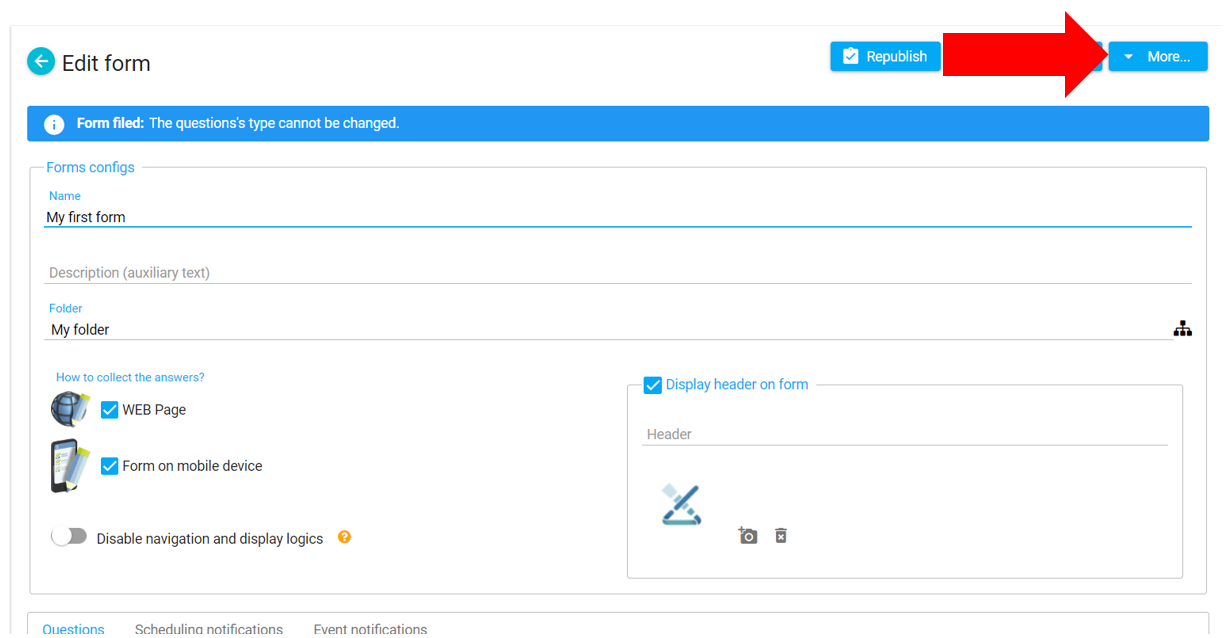 Edit form
Republish
More...
Form filed: The questions's type cannot be changed.
Forms configs
Name
My first form
Description (auxiliary text)
Folder
My folder
How to collect the answers?
WEB Page
Form on mobile device
Disable navigation and display logics
Display header on form
Header
Questions Scheduling notifications Event notifications